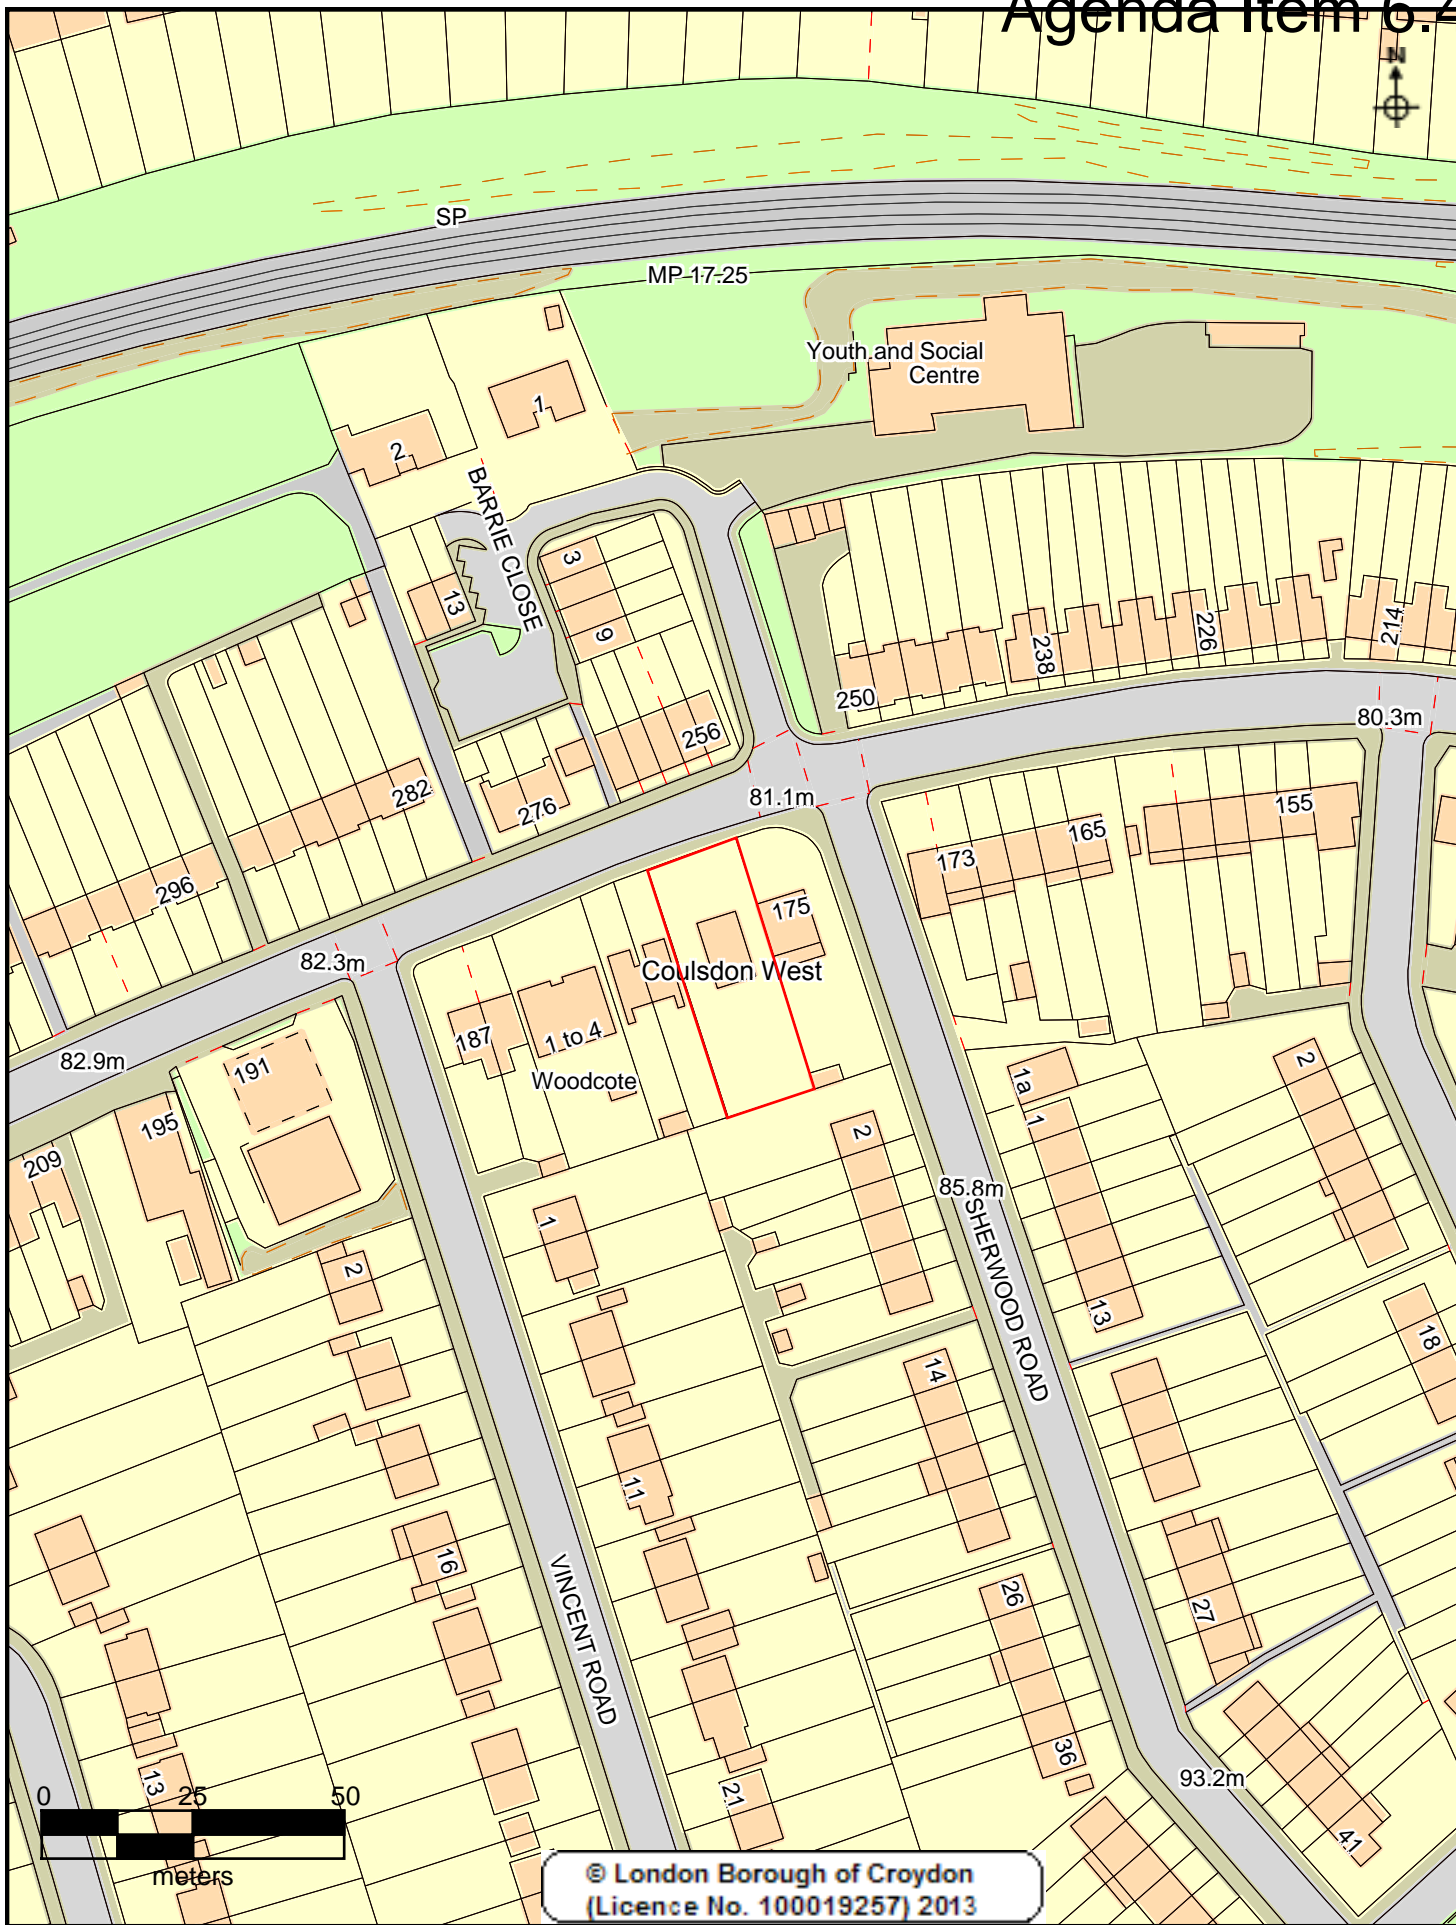 Agenda Item 6.4
N
SP
MP 17.25
Youth and Social
Centre
1
2
BARRIE CLOSE
3
13
9
238
226
214
250
256
80.3m
282
276
81.1m
155
165
173
296
175
82.3m
Coulsdon West
187
1 to 4
82.9m
191
Woodcote
1a
1
2
195
2
209
85.8m
1
SHERWOOD ROAD
2
13
18
14
11
16
VINCENT ROAD
26
27
36
13
21
93.2m
41
0 25 50
meters
© London Borough of Croydon
(Licence No. 100019257) 2013